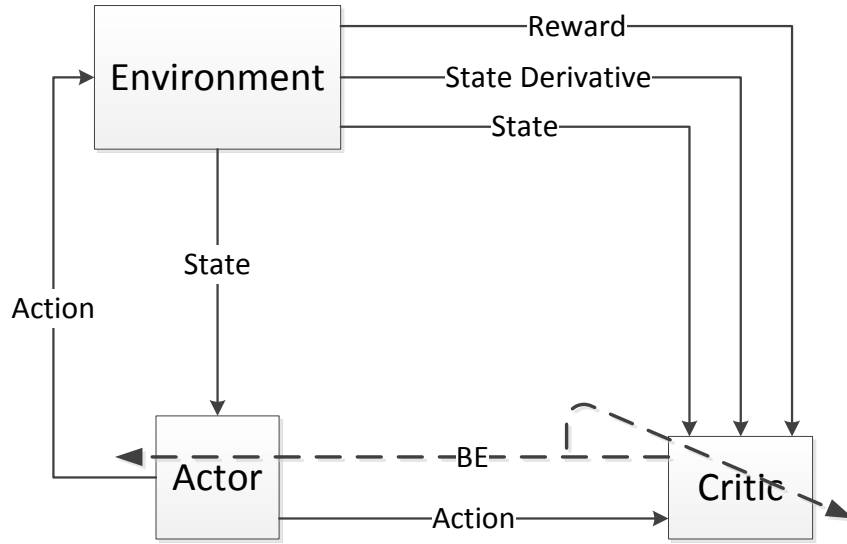 Reward
Environment
State Derivative
State
State
Action
BE
Actor
Critic
Action